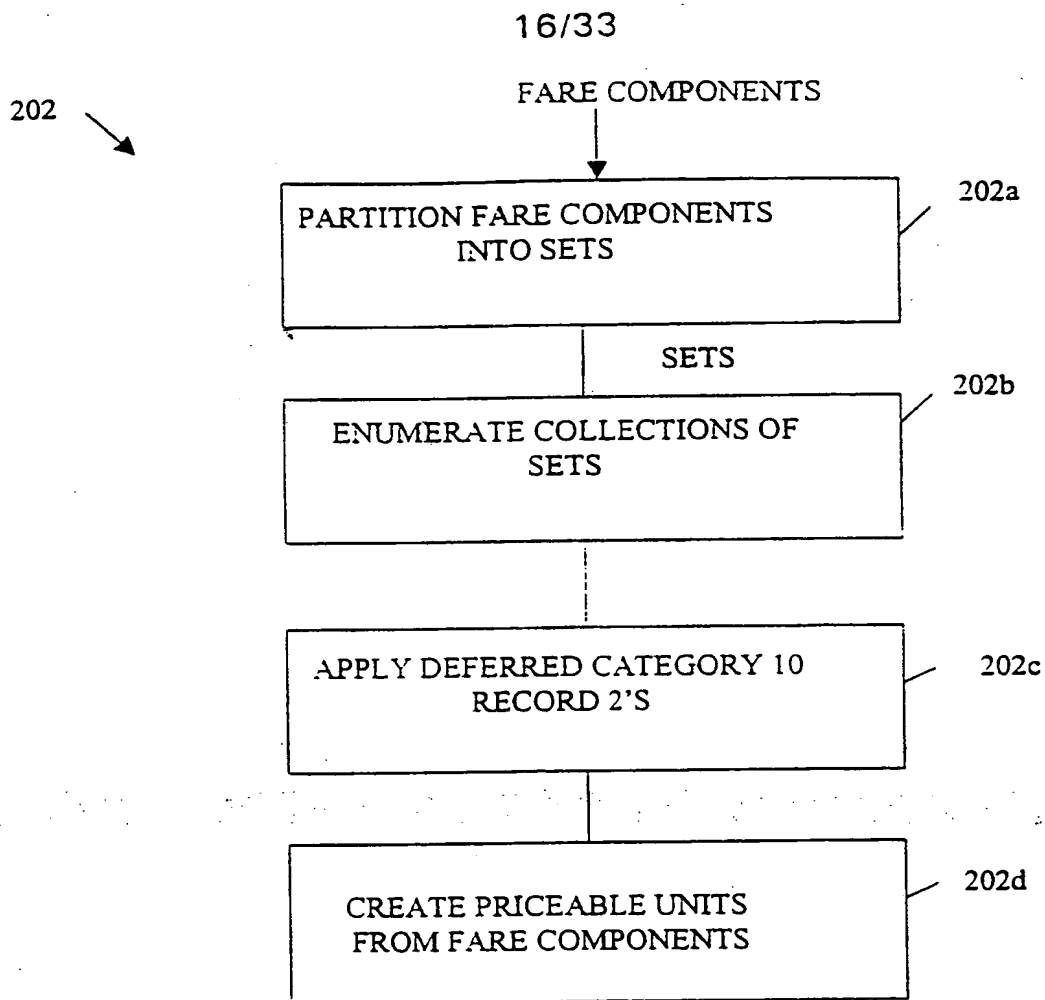 16/33
202
FARE COMPONENTS
202a
PARTITION FARE COMPONENTS
INTO SETS
SETS
202b
ENUMERATE COLLECTIONS OF
SETS
APPLY DEFERRED CATEGORY 10
RECORD 2'S
202c
202d
CREATE PRICEABLE UNITS
FROM FARE COMPONENTS